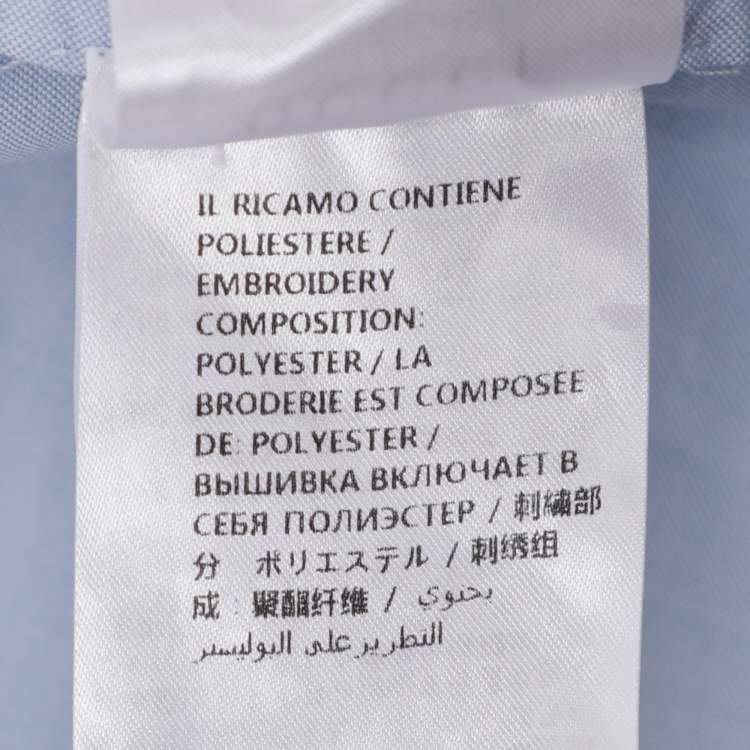 IL RICAMO CONTIENE
POLIESTERE /
EMBROIDERY
COMPOSITION:
POLYESTER / LA
BRODERIE EST COMPOSEE
DE: POLYESTER /
ВЫШИВКА ВКЛЮЧАЕТ В
СЕБЯ ПОЛИЭСТЕР / 刺繍部
分 ポリエステル / 刺绣组
成 : 聚酯纤维 / يحتوي
التطريز على البوليستر